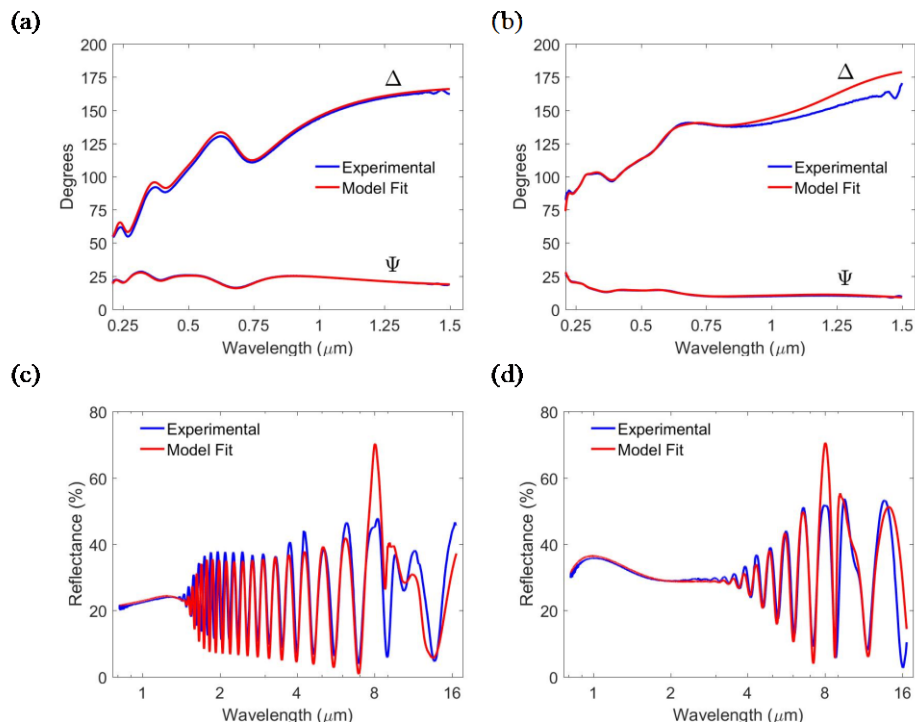 (a)
200
175
150
125
100
75
50
25
0
Degrees
Δ
Experimental
Model Fit
Ψ
0.25 0.5 0.75 1 1.25 1.5
Wavelength (μm)
(b)
200
175
150
125
100
75
50
25
0
Degrees
Δ
Experimental
Model Fit
Ψ
0.25 0.5 0.75 1 1.25 1.5
Wavelength (μm)
(c)
80
60
40
20
0
Reflectance (%)
Experimental
Model Fit
1 2 4 8 16
Wavelength (μm)
(d)
80
60
40
20
0
Reflectance (%)
Experimental
Model Fit
1 2 4 8 16
Wavelength (μm)